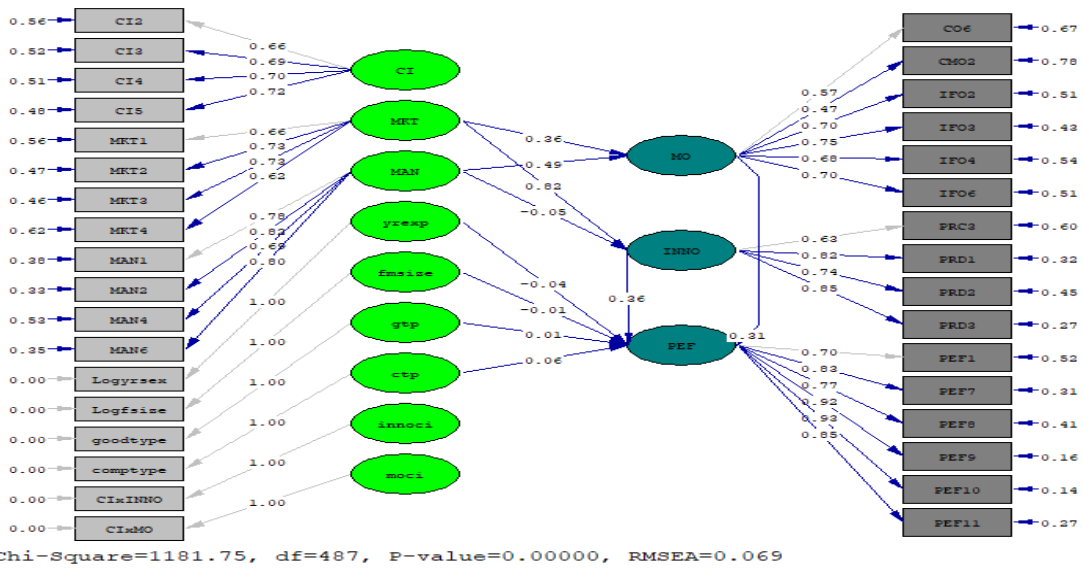 0.56 CI2
0.52 CI3
0.51 CI4
0.48 CI5
0.56 MKT1
0.47 MKT2
0.46 MKT3
0.62 MKT4
0.38 MAN1
0.33 MAN2
0.53 MAN4
0.35 MAN6
0.00 Logyrsex
0.00 Logfsize
0.00 goodtype
0.00 comptype
0.00 CIxINNO
0.00 CIxMO
0.66
0.69
0.70
0.72
0.66
0.73
0.73
0.62
0.78
0.82
0.69
0.80
1.00
1.00
1.00
1.00
1.00
1.00
CI
MKT
MAN
yrexp
fmsize
gtp
ctp
innoci
moci
0.36
0.49
0.82
-0.05
-0.04
-0.01
0.01
0.06
0.36
0.31
MO
INNO
PEF
0.57
0.47
0.70
0.75
0.68
0.70
0.63
0.82
0.74
0.85
0.70
0.83
0.77
0.92
0.93
0.85
CO6 0.67
CMO2 0.78
IFO2 0.51
IFO3 0.43
IFO4 0.54
IFO6 0.51
PRC3 0.60
PRD1 0.32
PRD2 0.45
PRD3 0.27
PEF1 0.52
PEF7 0.31
PEF8 0.41
PEF9 0.16
PEF10 0.14
PEF11 0.27
Chi-Square=1181.75, df=487, P-value=0.00000, RMSEA=0.069